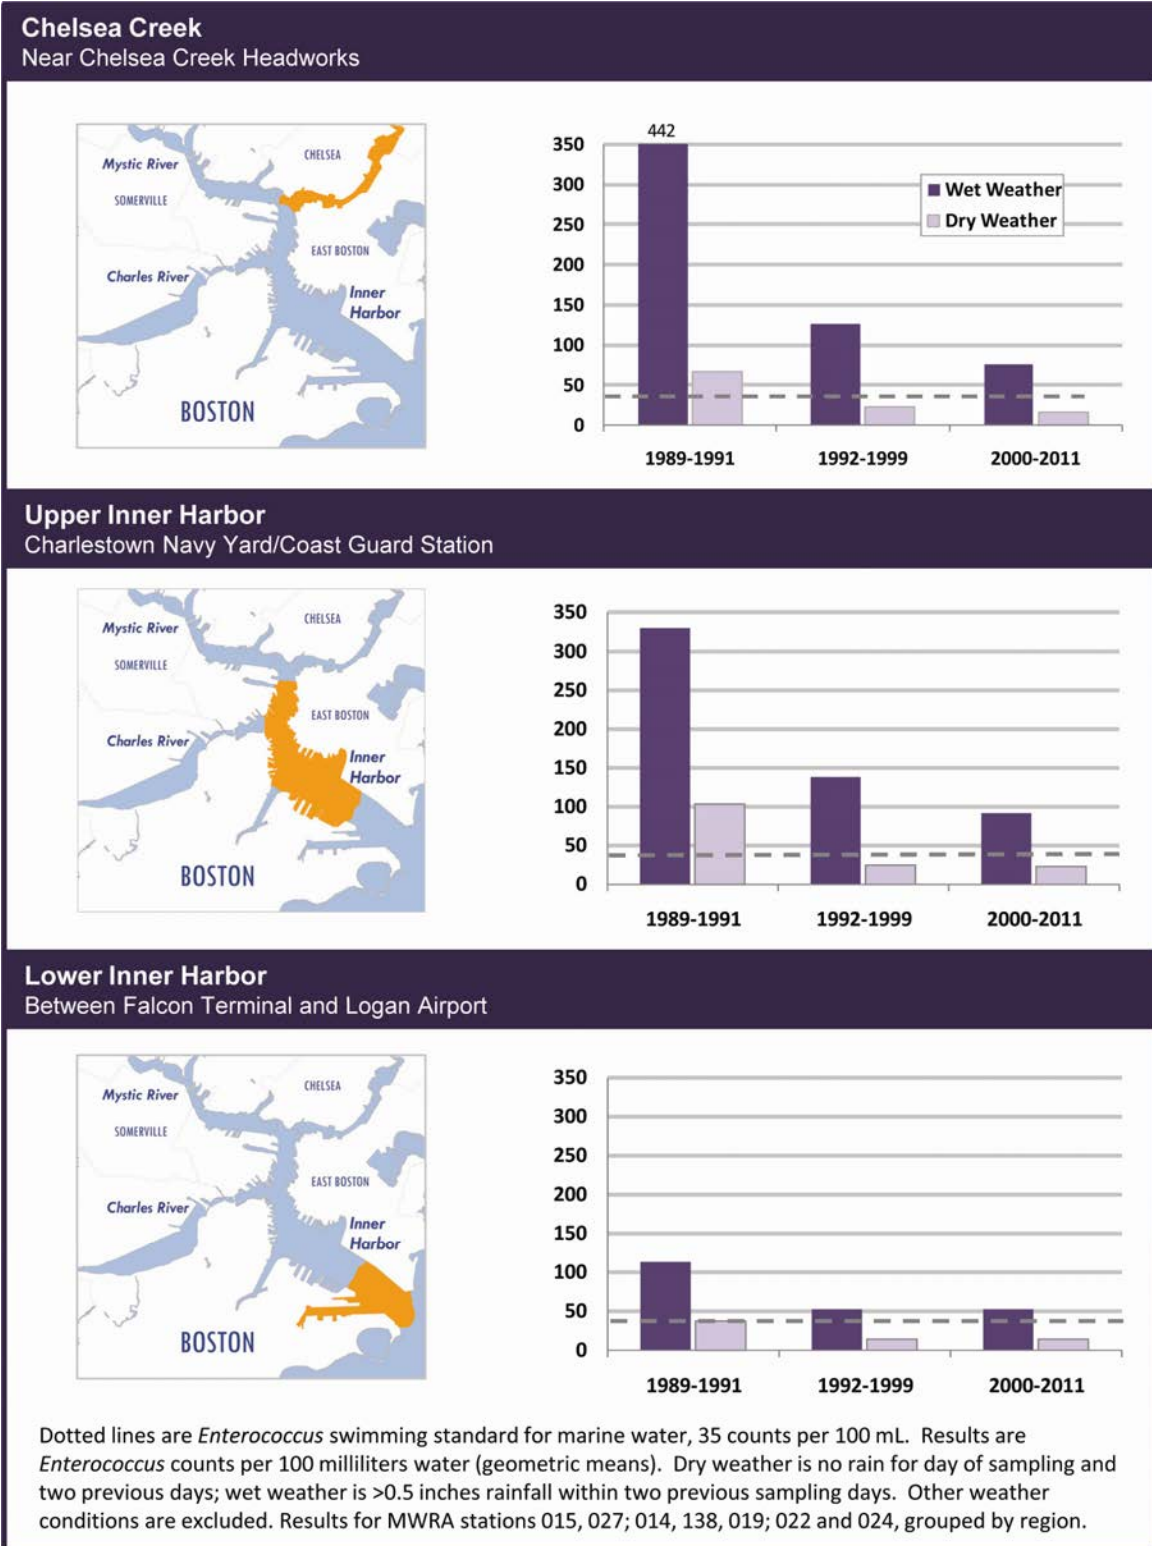 Chelsea Creek
Near Chelsea Creek Headworks
Mystic River
CHELSEA
SOMERVILLE
EAST BOSTON
Charles River
Inner
Harbor
BOSTON
442
350
300
250
200
150
100
50
0
Wet Weather
Dry Weather
1989-1991
1992-1999
2000-2011
Upper Inner Harbor
Charlestown Navy Yard/Coast Guard Station
Mystic River
CHELSEA
SOMERVILLE
EAST BOSTON
Charles River
Inner
Harbor
BOSTON
350
300
250
200
150
100
50
0
1989-1991
1992-1999
2000-2011
Lower Inner Harbor
Between Falcon Terminal and Logan Airport
Mystic River
CHELSEA
SOMERVILLE
EAST BOSTON
Charles River
Inner
Harbor
BOSTON
350
300
250
200
150
100
50
0
1989-1991
1992-1999
2000-2011
Dotted lines are Enterococcus swimming standard for marine water, 35 counts per 100 mL. Results are
Enterococcus counts per 100 milliliters water (geometric means). Dry weather is no rain for day of sampling and
two previous days; wet weather is >0.5 inches rainfall within two previous sampling days. Other weather
conditions are excluded. Results for MWRA stations 015, 027; 014, 138, 019; 022 and 024, grouped by region.